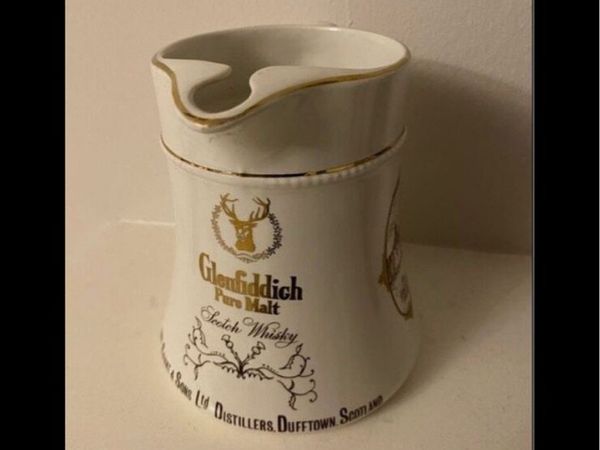 Glenfiddich
Pure Malt
Scotch Whisky
& Sons Ltd Distillers, Dufftown, Scotland